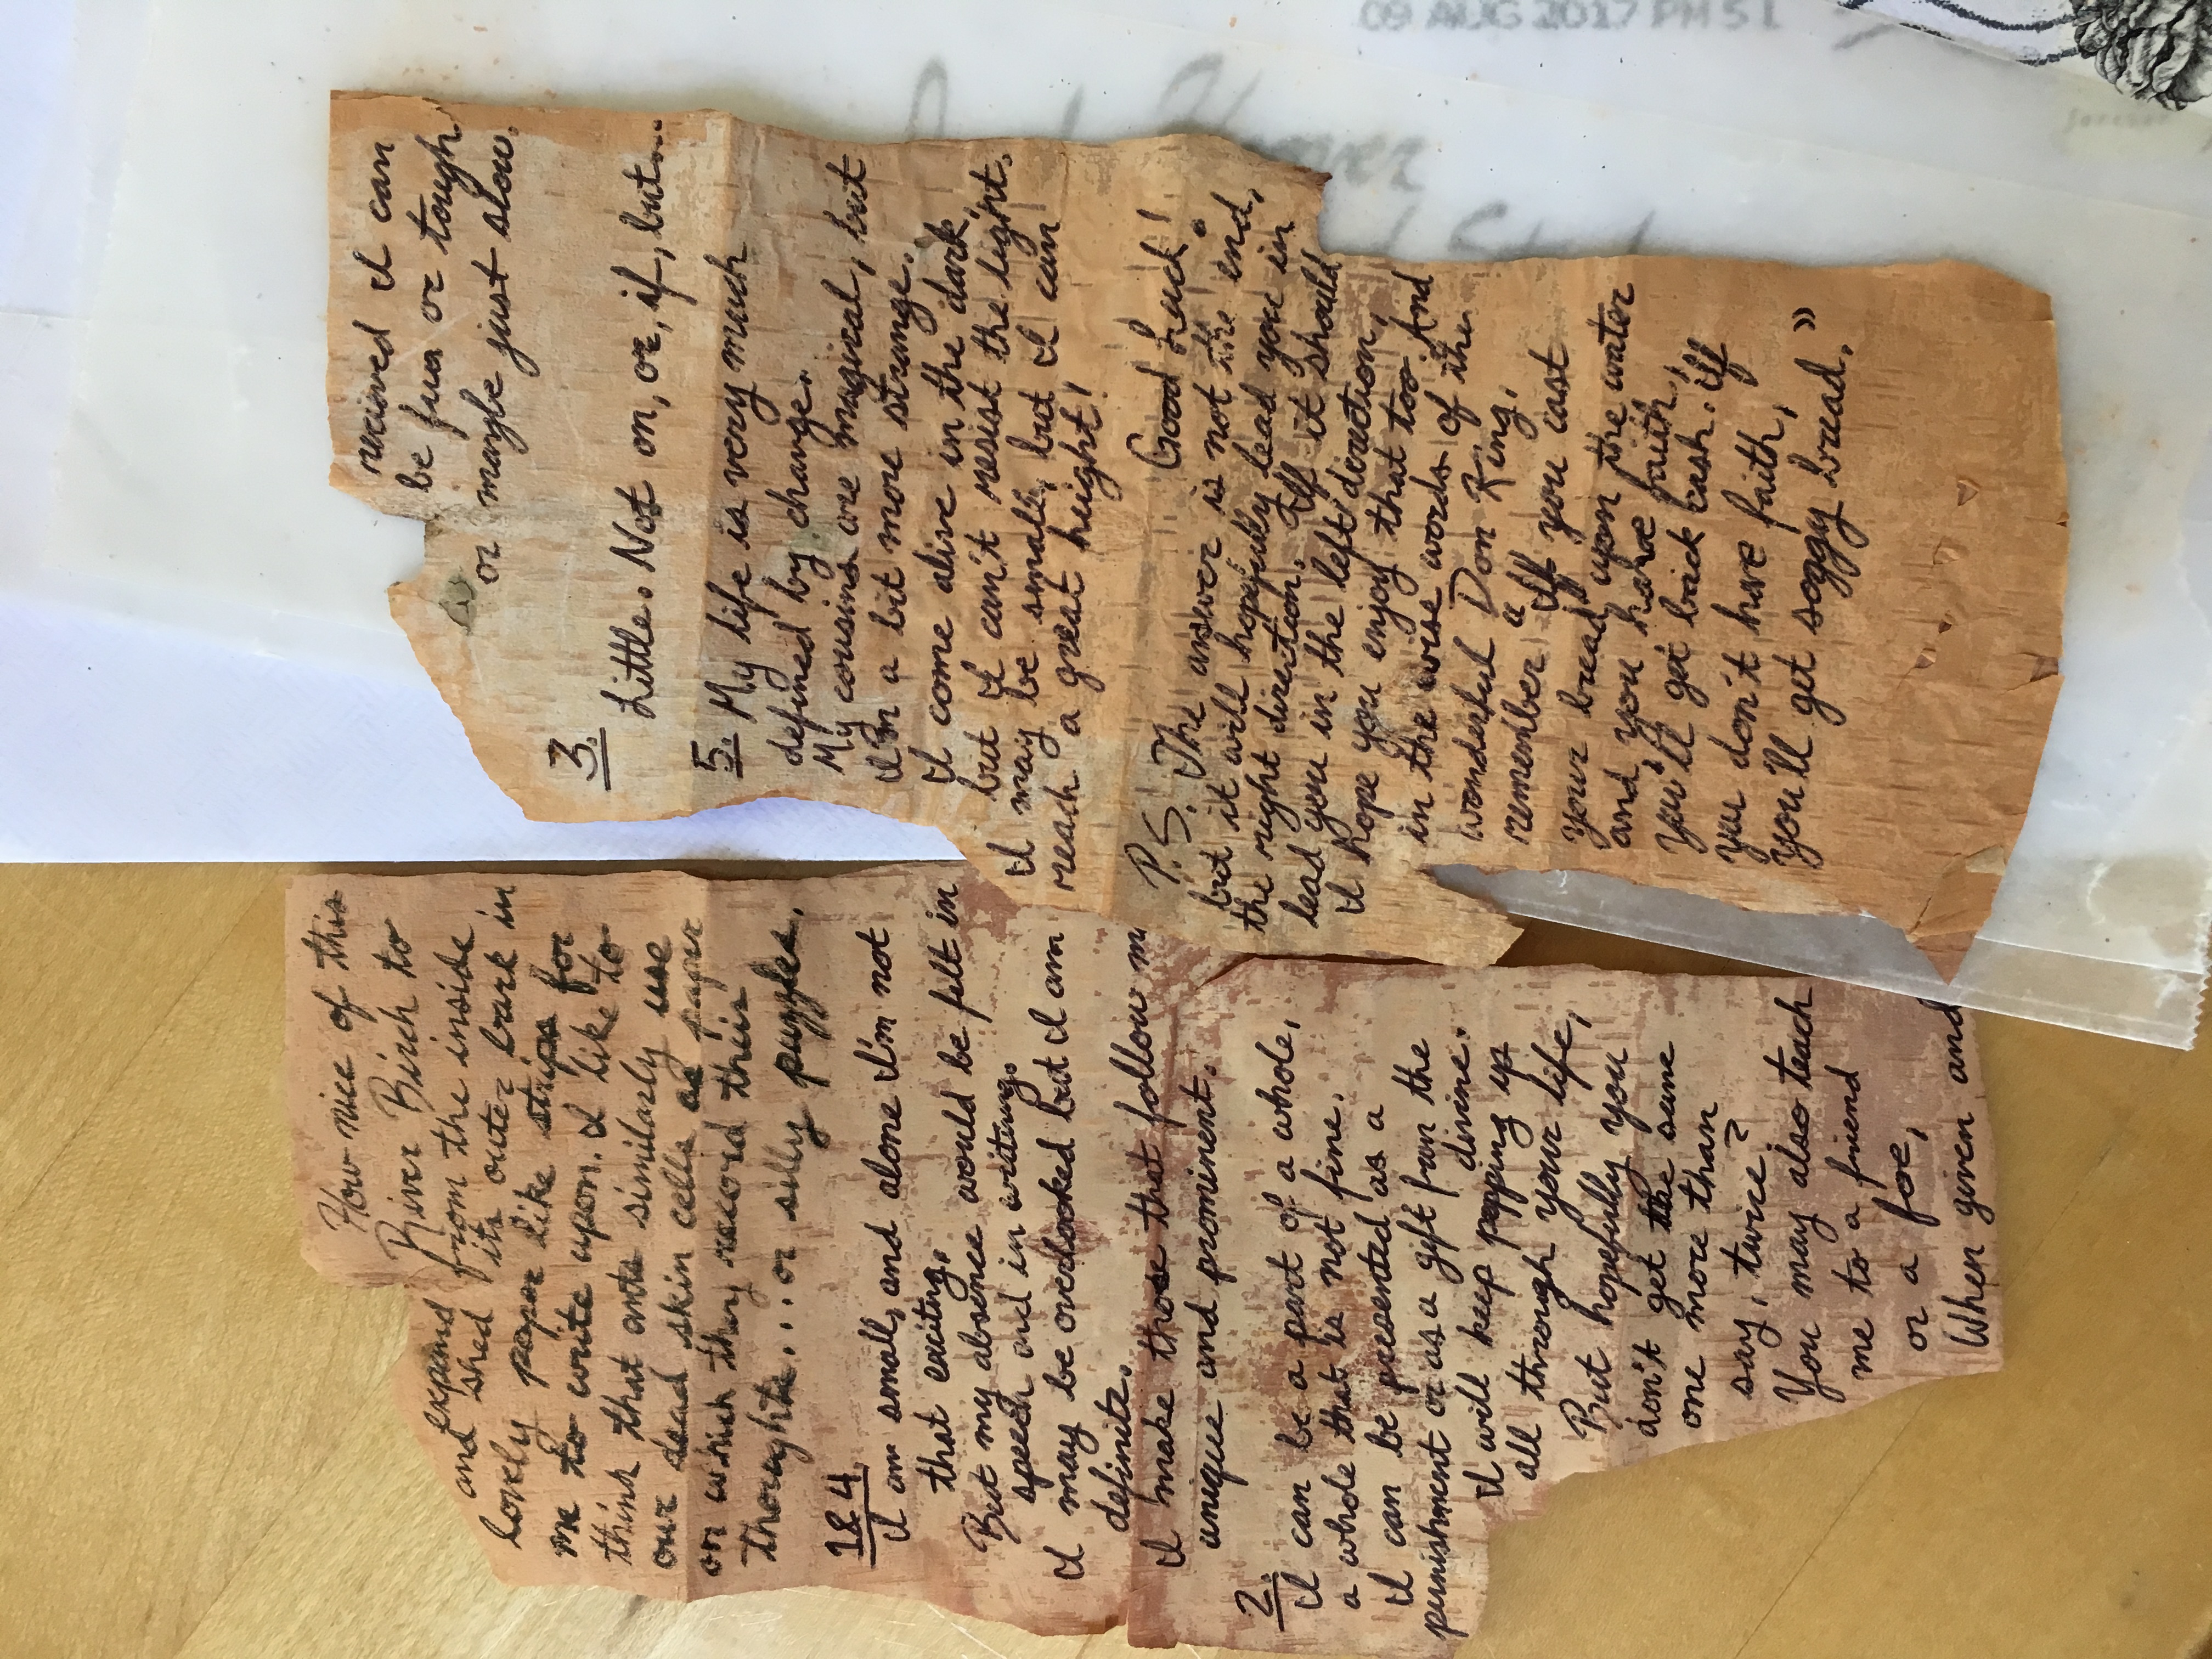 How nice of this
River Birch to
expand from the inside
and shed its outer bark in
lovely paper like strips for
me to write upon. I like to
think that ants similarly use
our dead skin cells as paper
on which they record their
thoughts... or silly puzzles.
1&4.
I am small, and alone I'm not
that exciting.
But my absence would be felt in
speech and in writing.
I may be overlooked but I am
definite.
I make those that follow me
unique and prominent.
2.
I can be a part of a whole,
a whole that is not fine.
I can be presented as a
punishment or as a gift from the
divine.
I will keep popping up
all through your life,
But hopefully you
don't get the same
one more than
say, twice?
You may also teach
me to a friend
or a foe,
When given and
recieved I can
be fun or tough
or maybe just slow.
3.
Little. Not on, or, if, but...
5. My life is very much
defined by change.
My cousins are magical, but
I'm a bit more strange.
I come alive in the dark,
but I can't resist the light.
I may be small, but I can
reach a great height!
Good Luck!
P.S. The answer is not the end,
but it will hopefully lead you in
the right direction. If it should
lead you in the left direction,
I hope you enjoy that too. And
in the wise words of the
wonderful Don King,
remember "If you cast
your bread upon the water
and you have faith,
you'll get back cash. If
you don't have faith,
you'll get soggy bread."